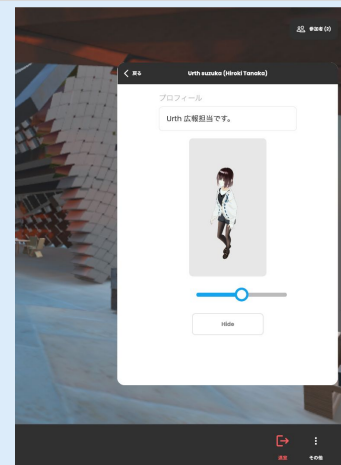 参加者 (2)
戻る
Urth suzuka (Hiroki Tanaka)
プロフィール
Urth 広報担当です。
Hide
退室
その他